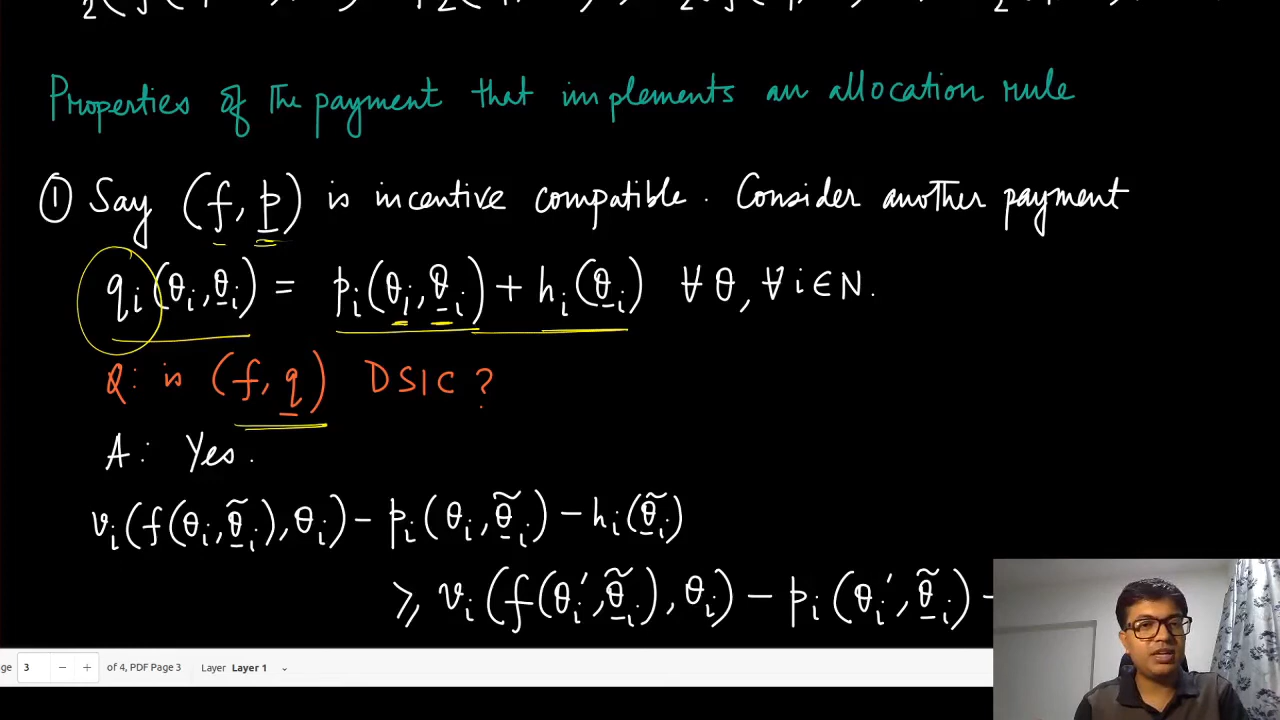 Properties of the payment that implements an allocation rule
① Say (f, p) is incentive compatible. Consider another payment
qᵢ(θᵢ, θ̲₋ᵢ) = pᵢ(θᵢ, θ̲₋ᵢ) + hᵢ(θ̲₋ᵢ) ∀ θ, ∀ i ∈ N.
Q: is (f, q) DSIC ?
A: Yes.
vᵢ(f(θᵢ, θ̃₋ᵢ), θᵢ) − pᵢ(θᵢ, θ̃₋ᵢ) − hᵢ(θ̃₋ᵢ)
⩾ vᵢ(f(θᵢ′, θ̃₋ᵢ), θᵢ) − pᵢ(θᵢ′, θ̃₋ᵢ) −
3 − + of 4, PDF Page 3 Layer Layer 1